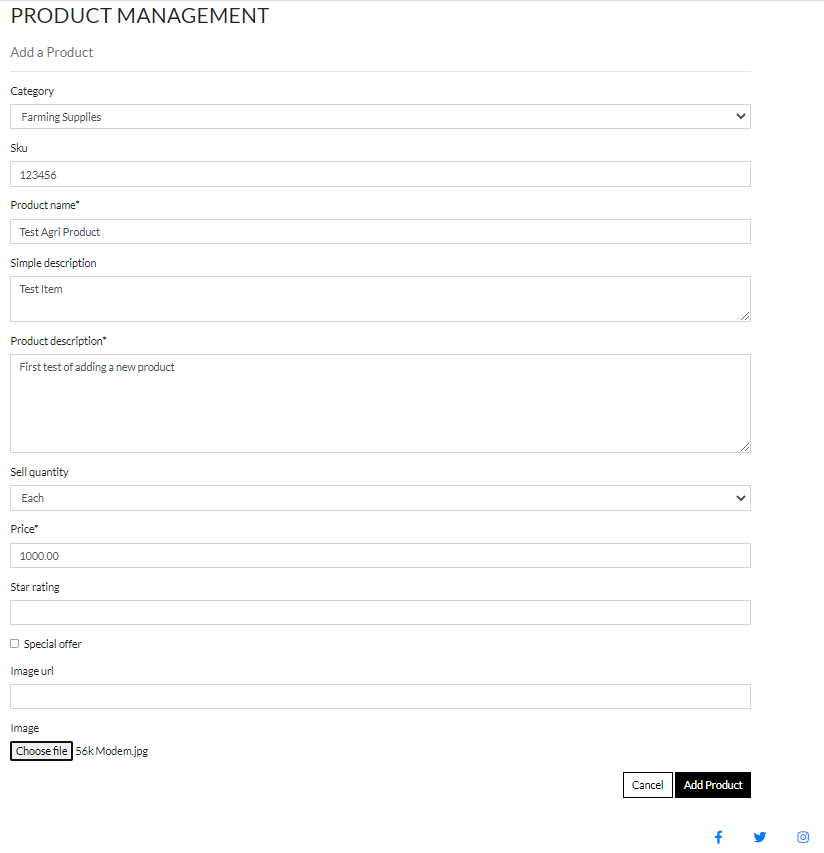 PRODUCT MANAGEMENT
Add a Product
Category
Farming Supplies
Sku
123456
Product name*
Test Agri Product
Simple description
Test Item
Product description*
First test of adding a new product
Sell quantity
Each
Price*
1000.00
Star rating
Special offer
Image url
Image
Choose file 56k Modem.jpg
Cancel Add Product